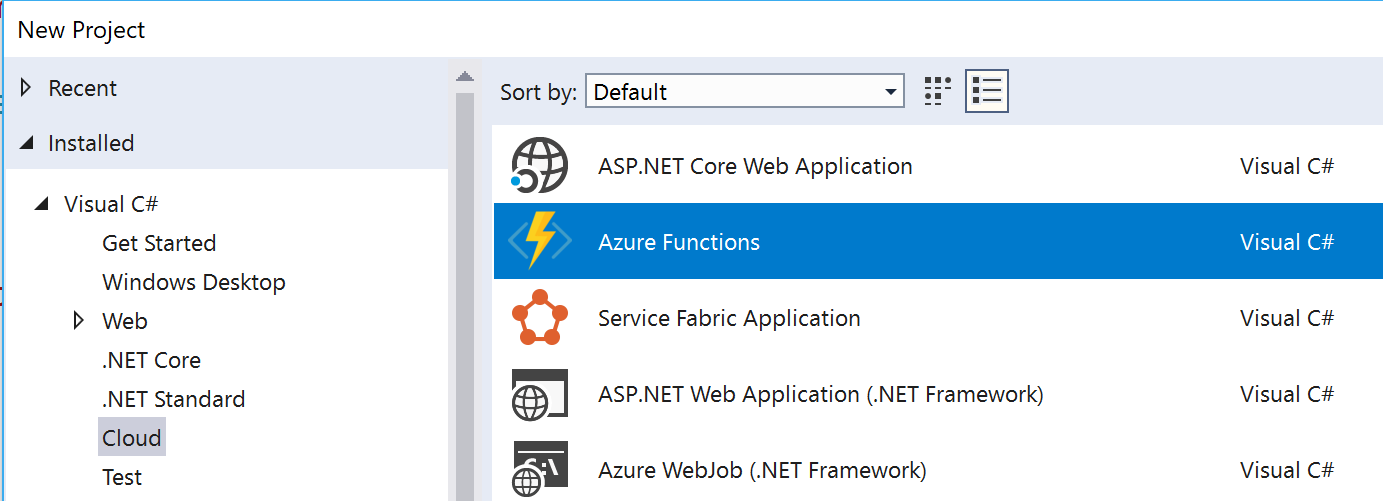 New Project
Recent
Installed
Visual C#
Get Started
Windows Desktop
Web
.NET Core
.NET Standard
Cloud
Test
Sort by: Default
ASP.NET Core Web Application Visual C#
Azure Functions Visual C#
Service Fabric Application Visual C#
ASP.NET Web Application (.NET Framework) Visual C#
Azure WebJob (.NET Framework) Visual C#